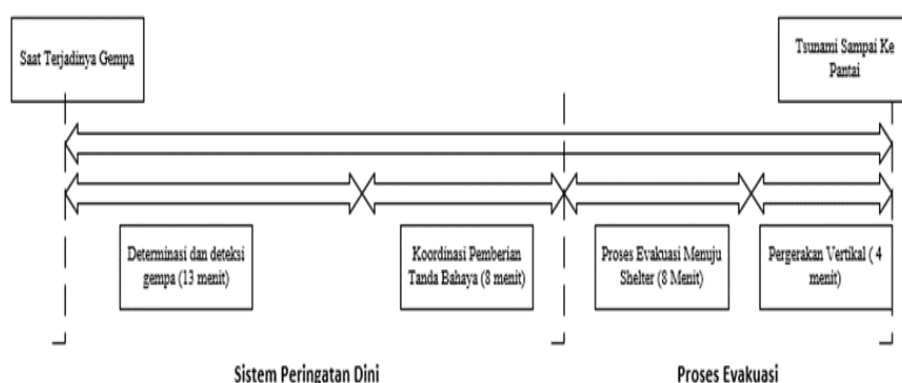 Saat Terjadinya Gempa
Tsunami Sampai Ke
Pantai
Determinasi dan deteksi
gempa (13 menit)
Koordinasi Pemberian
Tanda Bahaya (8 menit)
Proses Evakuasi Menuju
Shelter (8 Menit)
Pergerakan Vertikal ( 4
menit)
Sistem Peringatan Dini
Proses Evakuasi